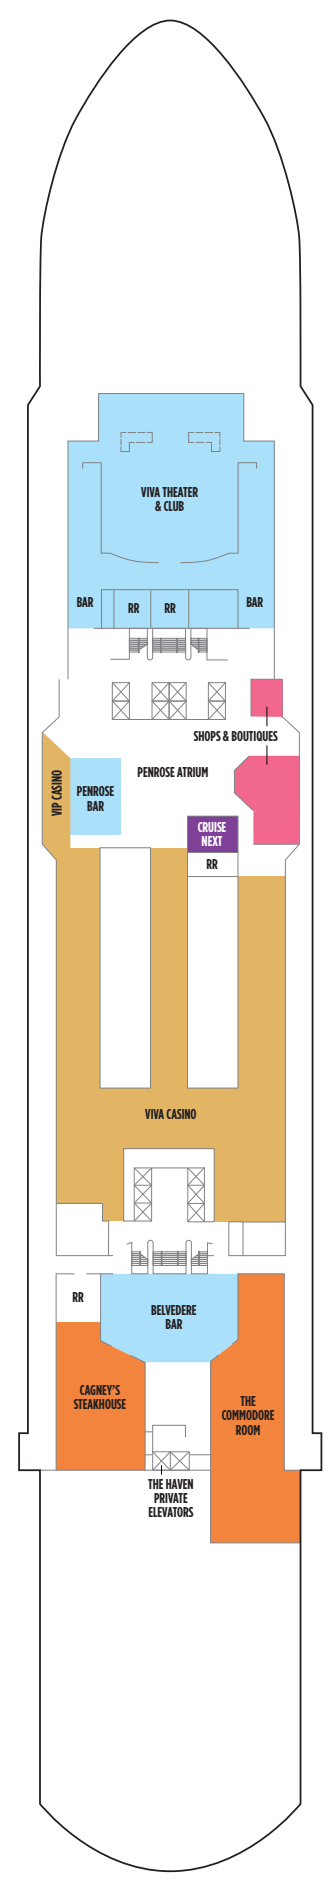 VIVA THEATER
& CLUB
BAR
RR
RR
BAR
SHOPS & BOUTIQUES
VIP CASINO
PENROSE
BAR
PENROSE ATRIUM
CRUISE
NEXT
RR
VIVA CASINO
RR
BELVEDERE
BAR
CAGNEY'S
STEAKHOUSE
THE
COMMODORE
ROOM
THE HAVEN
PRIVATE
ELEVATORS